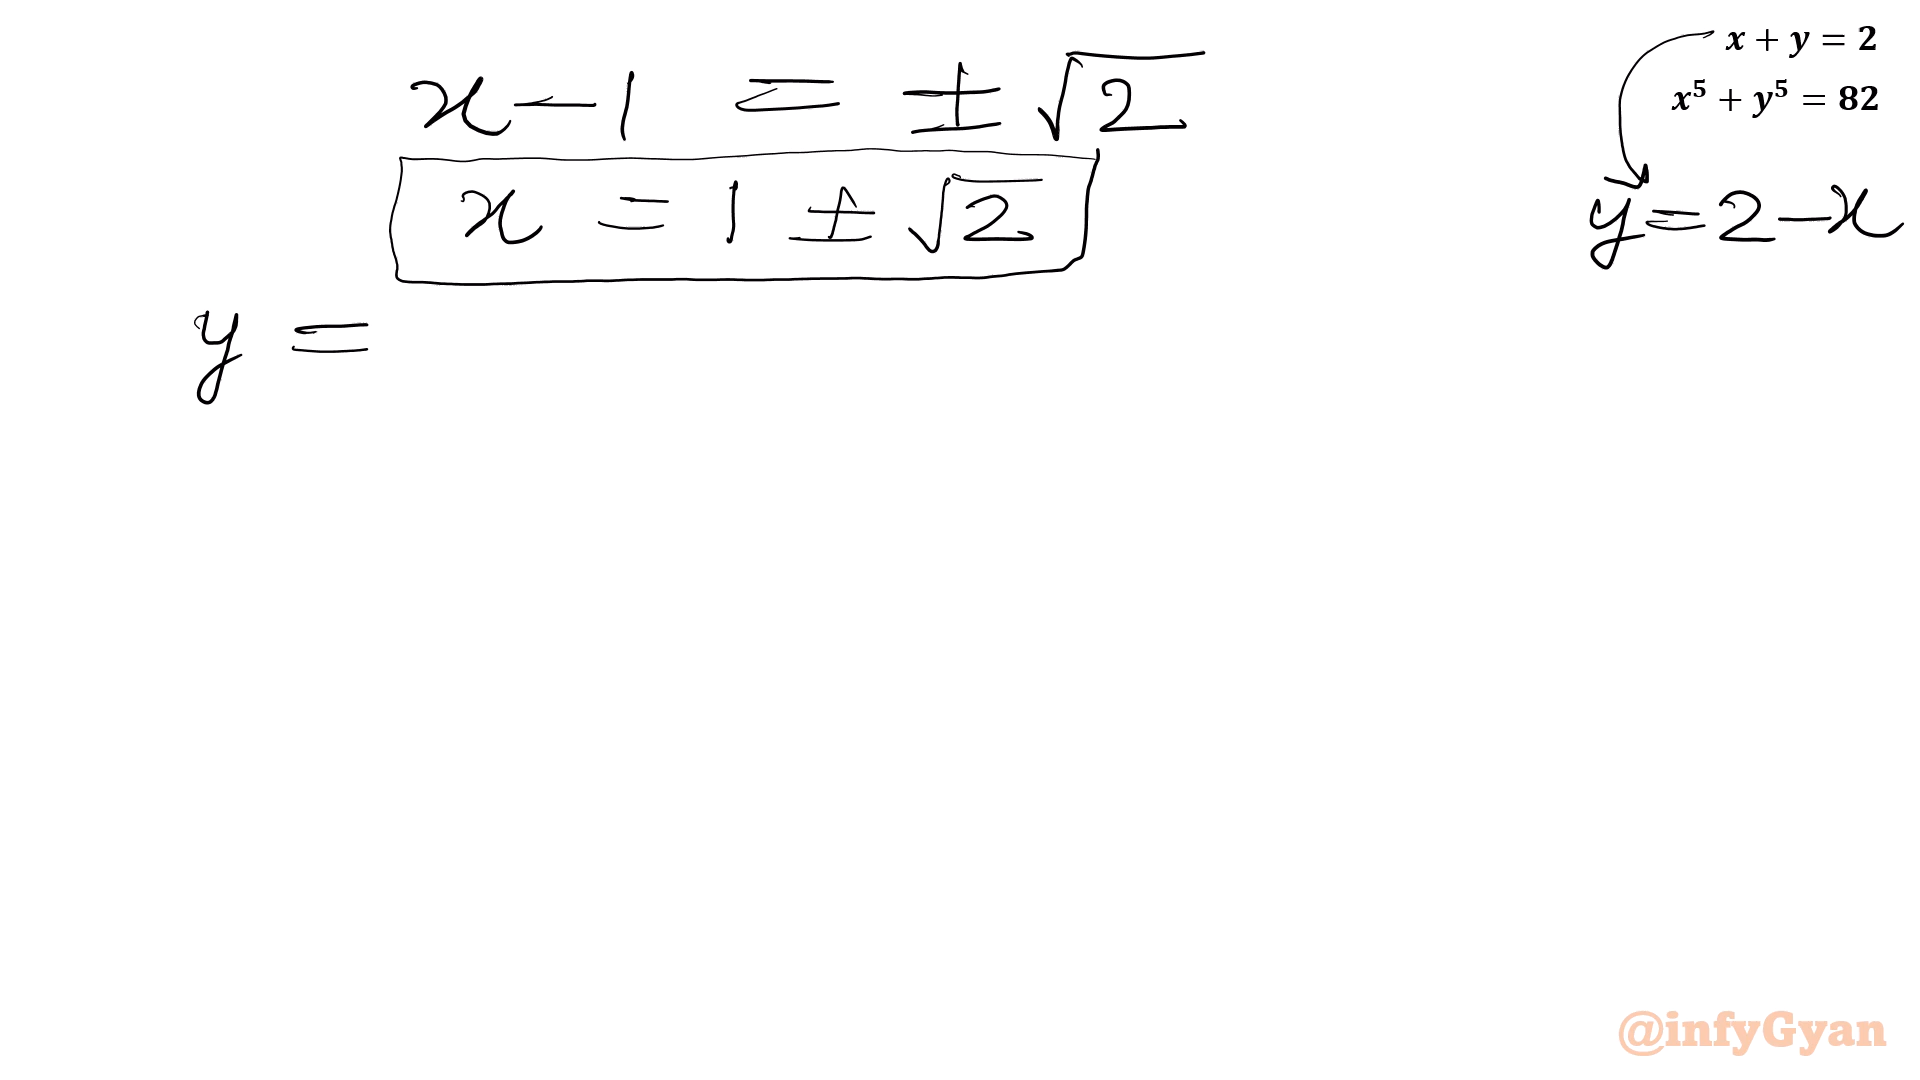 x - 1 = ± √2
x = 1 ± √2
y =
x + y = 2
x⁵ + y⁵ = 82
y = 2 - x
@infyGyan